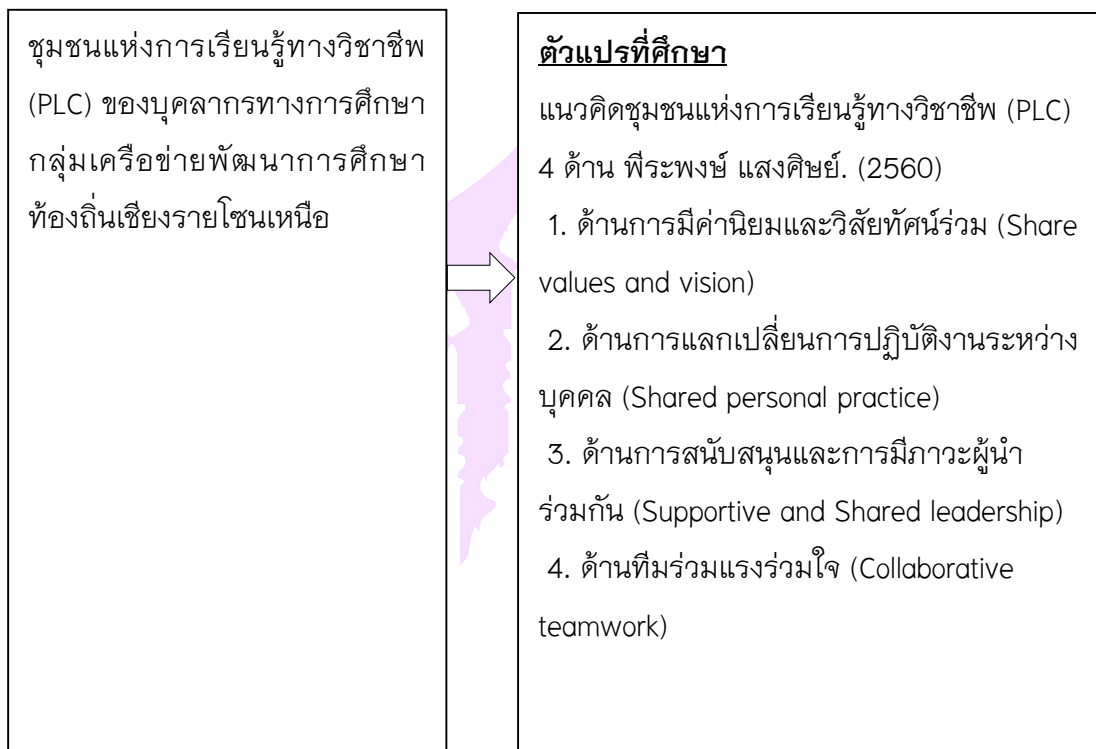 ชุมชนแห่งการเรียนรู้ทางวิชาชีพ
(PLC) ของบุคลากรทางการศึกษา
กลุ่มเครือข่ายพัฒนาการศึกษา
ท้องถิ่นเชียงรายโซนเหนือ
ตัวแปรที่ศึกษา
แนวคิดชุมชนแห่งการเรียนรู้ทางวิชาชีพ (PLC)
4 ด้าน พีระพงษ์ แสงศิษย์. (2560)
1. ด้านการมีค่านิยมและวิสัยทัศน์ร่วม (Share
values and vision)
2. ด้านการแลกเปลี่ยนการปฏิบัติงานระหว่าง
บุคคล (Shared personal practice)
3. ด้านการสนับสนุนและการมีภาวะผู้นำ
ร่วมกัน (Supportive and Shared leadership)
4. ด้านทีมร่วมแรงร่วมใจ (Collaborative
teamwork)